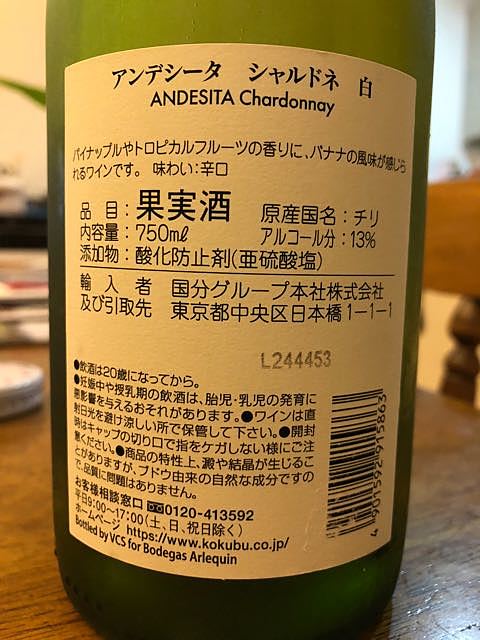 アンデシータ　シャルドネ　白
ANDESITA Chardonnay
パイナップルやトロピカルフルーツの香りに、バナナの風味が感じら
れるワインです。 味わい：辛口
品　目：果実酒　原産国名：チリ
内容量：750mℓ　アルコール分：13%
添加物：酸化防止剤(亜硫酸塩)
輸　入　者　国分グループ本社株式会社
及び引取先　東京都中央区日本橋1-1-1
L244453
●飲酒は20歳になってから。
●妊娠中や授乳期の飲酒は、胎児・乳児の発育に
悪影響を与えるおそれがあります。●ワインは直
射日光を避け涼しい所で保管して下さい。●開封
時はキャップの切り口で指をケガしない様にご注
意ください。●商品の特性上、澱や結晶が生じるこ
とがありますが、ブドウ由来の自然な成分ですの
で、品質に問題はありません。
お客様相談窓口 0120-413592
平日9:00〜17:00(土、日、祝日除く)
ホームページ https://www.kokubu.co.jp/
Bottled by VCS for Bodegas Arlequin
4 901592 915863